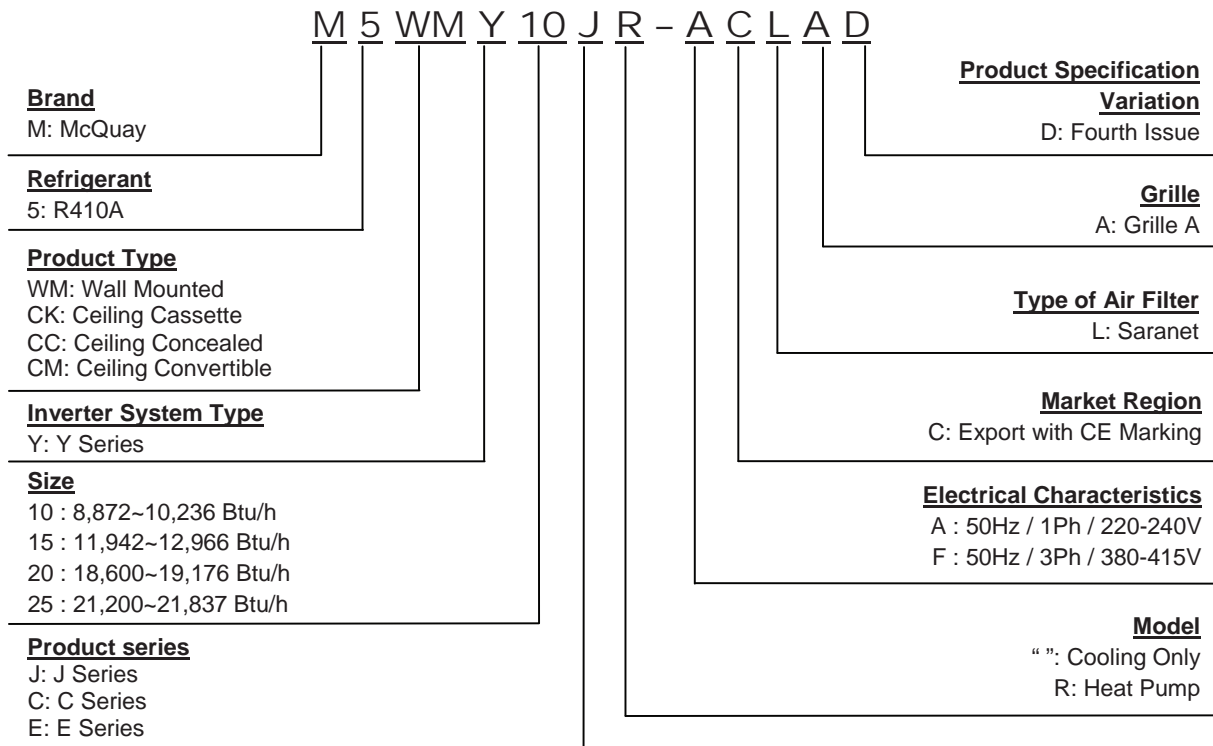 M 5 WM Y 10 J R – A C L A D
Brand
M: McQuay
Refrigerant
5: R410A
Product Type
WM: Wall Mounted
CK: Ceiling Cassette
CC: Ceiling Concealed
CM: Ceiling Convertible
Inverter System Type
Y: Y Series
Size
10 : 8,872~10,236 Btu/h
15 : 11,942~12,966 Btu/h
20 : 18,600~19,176 Btu/h
25 : 21,200~21,837 Btu/h
Product series
J: J Series
C: C Series
E: E Series
Product Specification
Variation
D: Fourth Issue
Grille
A: Grille A
Type of Air Filter
L: Saranet
Market Region
C: Export with CE Marking
Electrical Characteristics
A : 50Hz / 1Ph / 220-240V
F : 50Hz / 3Ph / 380-415V
Model
“ ”: Cooling Only
R: Heat Pump